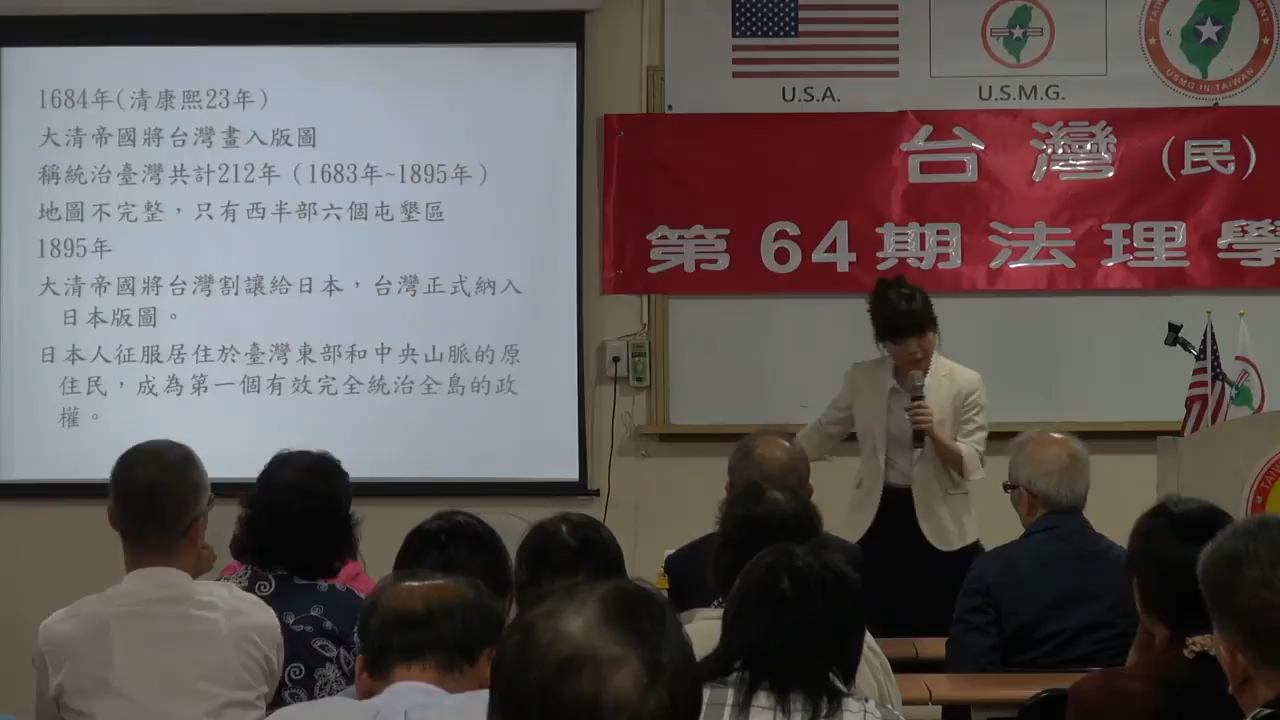 1684年(清康熙23年)
大清帝國將台灣畫入版圖
稱統治臺灣共計212年（1683年~1895年）
地圖不完整，只有西半部六個屯墾區
1895年
大清帝國將台灣割讓給日本，台灣正式納入
日本版圖。
日本人征服居住於臺灣東部和中央山脈的原
住民，成為第一個有效完全統治全島的政
權。
U.S.A.
U.S.M.G.
USMG IN TAIWAN
台灣(民)
第64期法理學